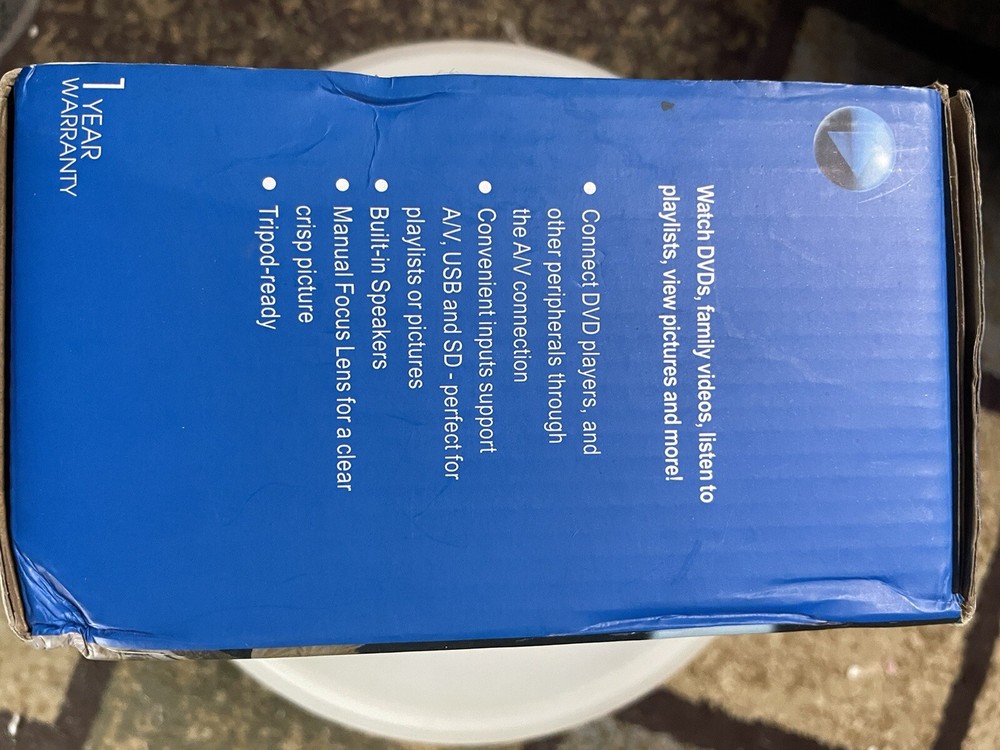 Watch DVDs, family videos, listen to
playlists, view pictures and more!
● Connect DVD players, and
other peripherals through
the A/V connection
● Convenient inputs support
A/V, USB and SD - perfect for
playlists or pictures
● Built-in Speakers
● Manual Focus Lens for a clear
crisp picture
● Tripod-ready
1 YEAR
WARRANTY